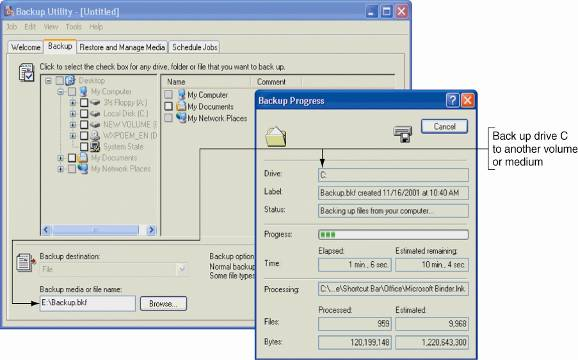 Backup Utility - [Untitled]
Job Edit View Tools Help
Welcome Backup Restore and Manage Media Schedule Jobs
Click to select the check box for any drive, folder or file that you want to back up.
Desktop
My Computer
3½ Floppy (A:)
Local Disk (C:)
NEW VOLUME (
WXPOEM_EN (D
System State
My Documents
My Network Places
Name Comment
My Computer
My Documents
My Network Places
Backup destination:
File
Backup media or file name:
E:\Backup.bkf
Browse...
Backup option
Normal backup
Some file types
Backup Progress
Cancel
Drive: C:
Label: Backup.bkf created 11/16/2001 at 10:40 AM
Status: Backing up files from your computer...
Progress:
Elapsed: Estimated remaining:
Time: 1 min., 6 sec. 10 min., 4 sec.
Processing: C:\...e\Shortcut Bar\Office\Microsoft Binder.lnk
Processed: Estimated:
Files: 959 9,968
Bytes: 120,199,148 1,220,643,300
Back up drive C
to another volume
or medium